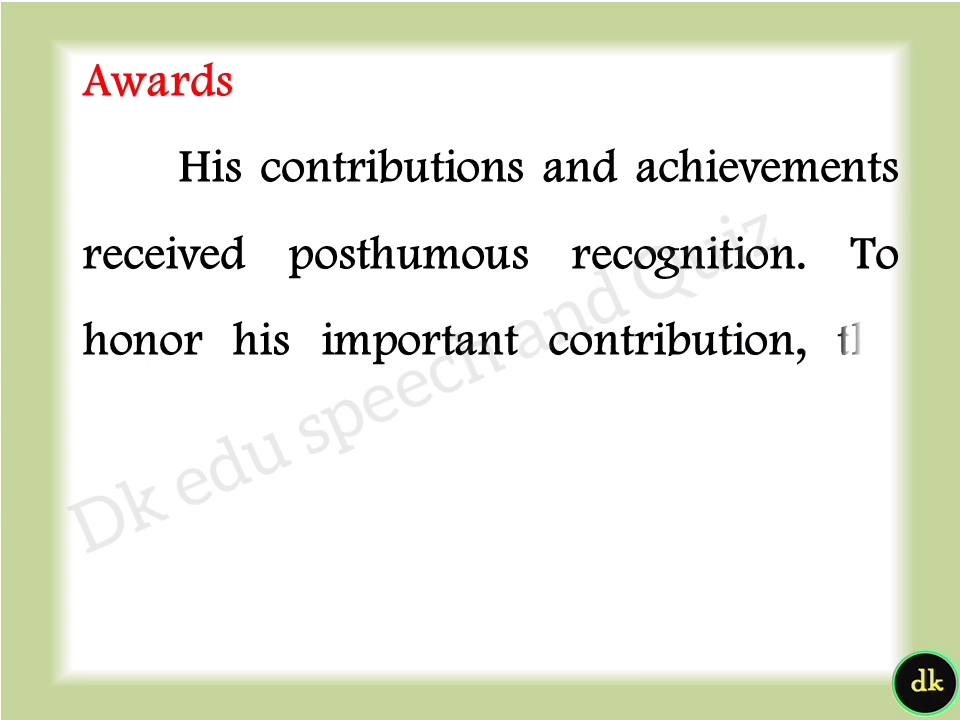 Awards
His contributions and achievements
received posthumous recognition. To
honor his important contribution,
Dk edu speech and Quiz
dk